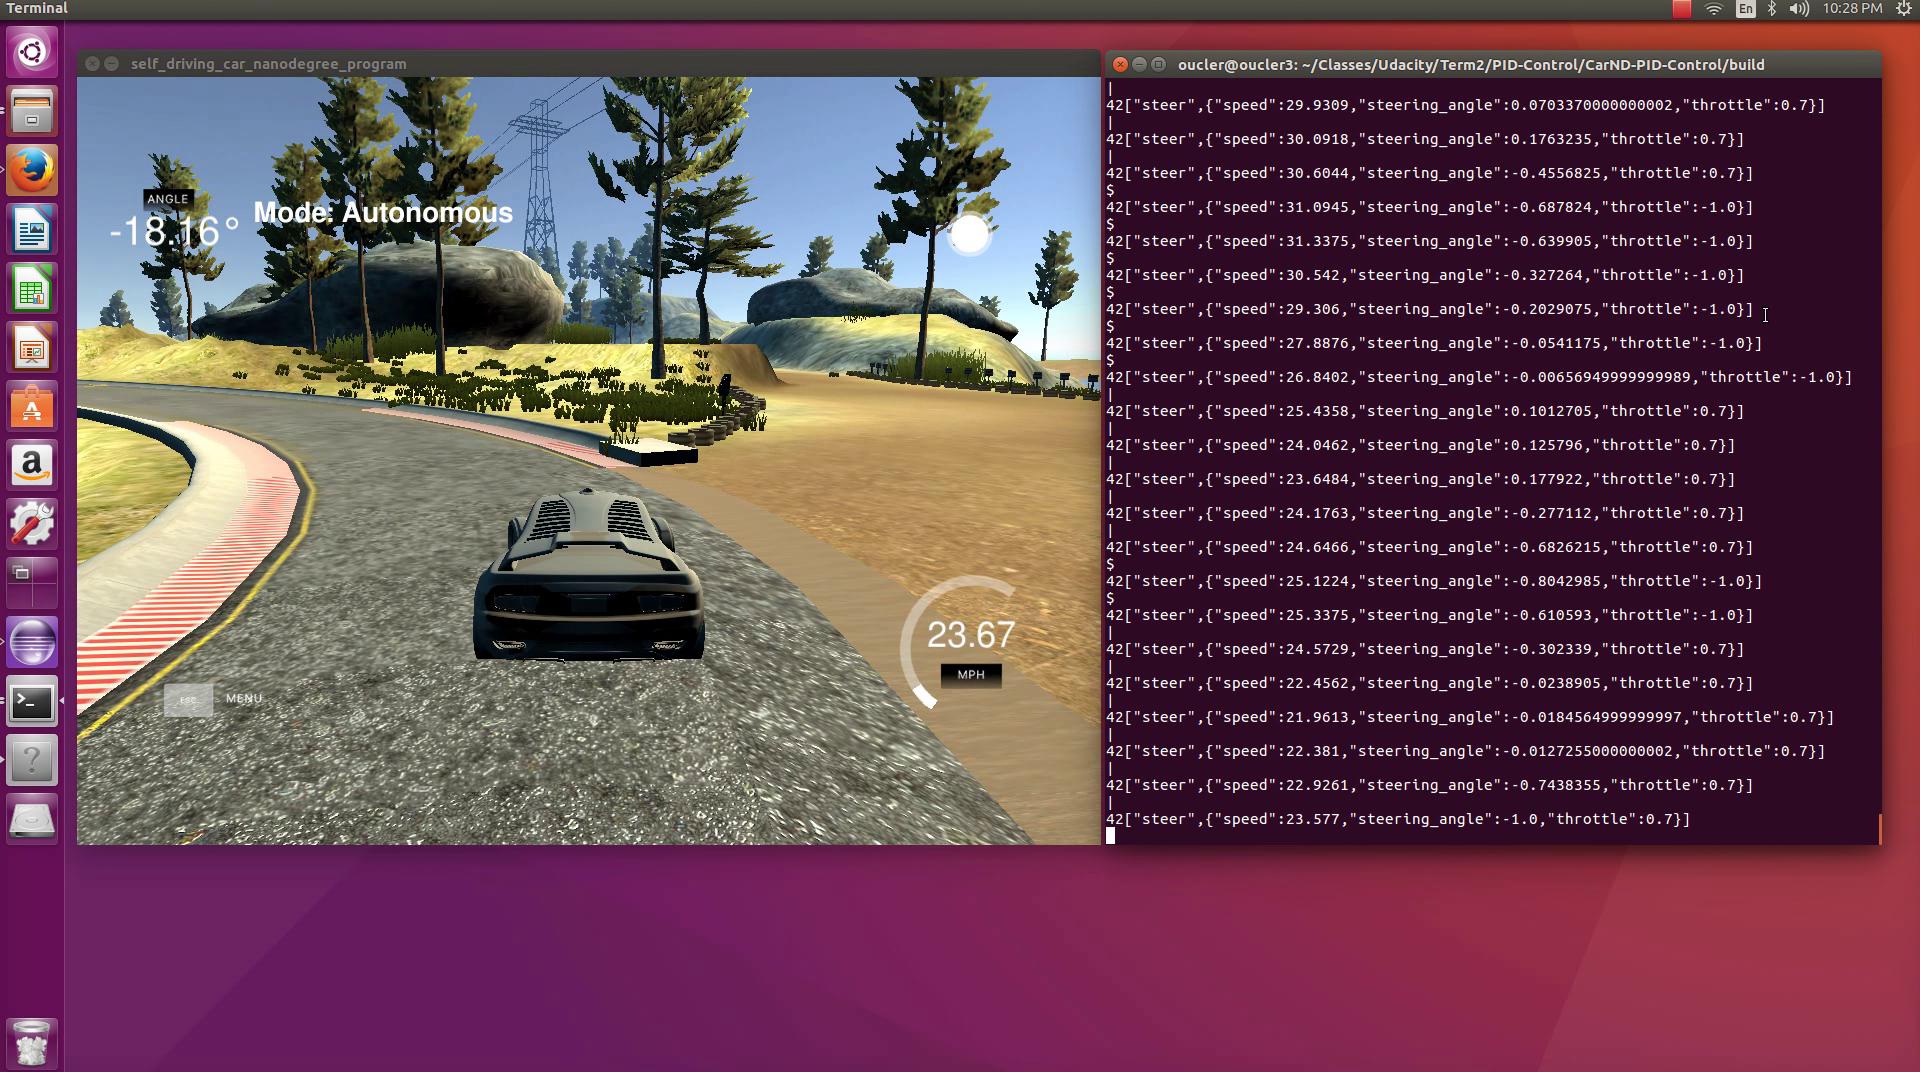 Terminal
En
10:28 PM
self_driving_car_nanodegree_program
ANGLE
-18.16°
Mode: Autonomous
23.67
MPH
ESC
MENU
a
>_
?
oucler@oucler3: ~/Classes/Udacity/Term2/PID-Control/CarND-PID-Control/build
|
42["steer",{"speed":29.9309,"steering_angle":0.0703370000000002,"throttle":0.7}]
|
42["steer",{"speed":30.0918,"steering_angle":0.1763235,"throttle":0.7}]
|
42["steer",{"speed":30.6044,"steering_angle":-0.4556825,"throttle":0.7}]
$
42["steer",{"speed":31.0945,"steering_angle":-0.687824,"throttle":-1.0}]
$
42["steer",{"speed":31.3375,"steering_angle":-0.639905,"throttle":-1.0}]
$
42["steer",{"speed":30.542,"steering_angle":-0.327264,"throttle":-1.0}]
$
42["steer",{"speed":29.306,"steering_angle":-0.2029075,"throttle":-1.0}]
$
42["steer",{"speed":27.8876,"steering_angle":-0.0541175,"throttle":-1.0}]
$
42["steer",{"speed":26.8402,"steering_angle":-0.00656949999999989,"throttle":-1.0}]
|
42["steer",{"speed":25.4358,"steering_angle":0.1012705,"throttle":0.7}]
|
42["steer",{"speed":24.0462,"steering_angle":0.125796,"throttle":0.7}]
|
42["steer",{"speed":23.6484,"steering_angle":0.177922,"throttle":0.7}]
|
42["steer",{"speed":24.1763,"steering_angle":-0.277112,"throttle":0.7}]
|
42["steer",{"speed":24.6466,"steering_angle":-0.6826215,"throttle":0.7}]
$
42["steer",{"speed":25.1224,"steering_angle":-0.8042985,"throttle":-1.0}]
$
42["steer",{"speed":25.3375,"steering_angle":-0.610593,"throttle":-1.0}]
|
42["steer",{"speed":24.5729,"steering_angle":-0.302339,"throttle":0.7}]
|
42["steer",{"speed":22.4562,"steering_angle":-0.0238905,"throttle":0.7}]
|
42["steer",{"speed":21.9613,"steering_angle":-0.0184564999999997,"throttle":0.7}]
|
42["steer",{"speed":22.381,"steering_angle":-0.0127255000000002,"throttle":0.7}]
|
42["steer",{"speed":22.9261,"steering_angle":-0.7438355,"throttle":0.7}]
|
42["steer",{"speed":23.577,"steering_angle":-1.0,"throttle":0.7}]